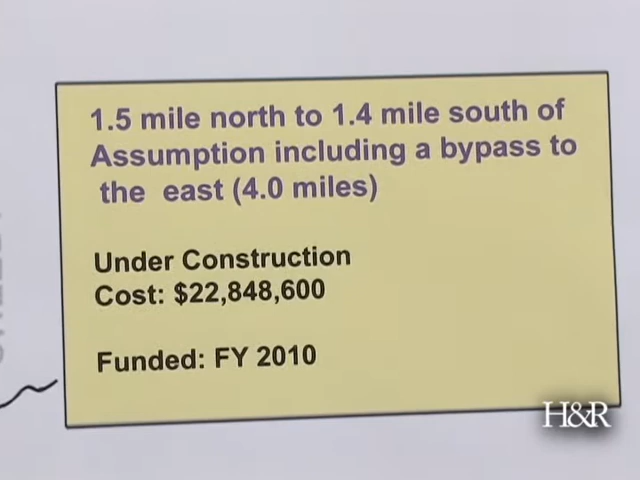 1.5 mile north to 1.4 mile south of
Assumption including a bypass to
the east (4.0 miles)
Under Construction
Cost: $22,848,600
Funded: FY 2010
H&R